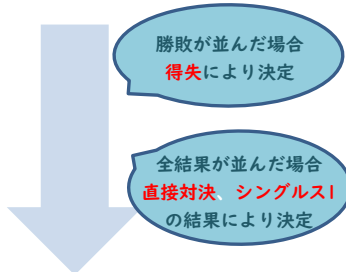 勝敗が並んだ場合
得失により決定
全結果が並んだ場合
直接対決、シングルス1
の結果により決定